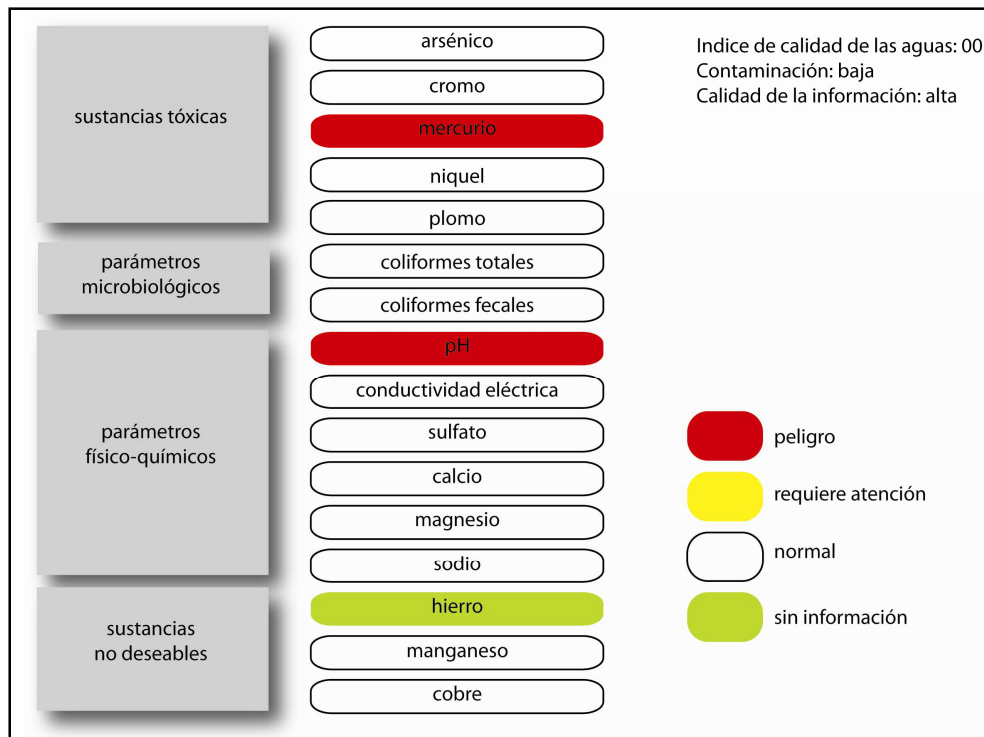 sustancias tóxicas
arsénico
cromo
mercurio
niquel
plomo
parámetros
microbiológicos
coliformes totales
coliformes fecales
parámetros
físico-químicos
pH
conductividad eléctrica
sulfato
calcio
magnesio
sodio
sustancias
no deseables
hierro
manganeso
cobre
Indice de calidad de las aguas: 00
Contaminación: baja
Calidad de la información: alta
peligro
requiere atención
normal
sin información